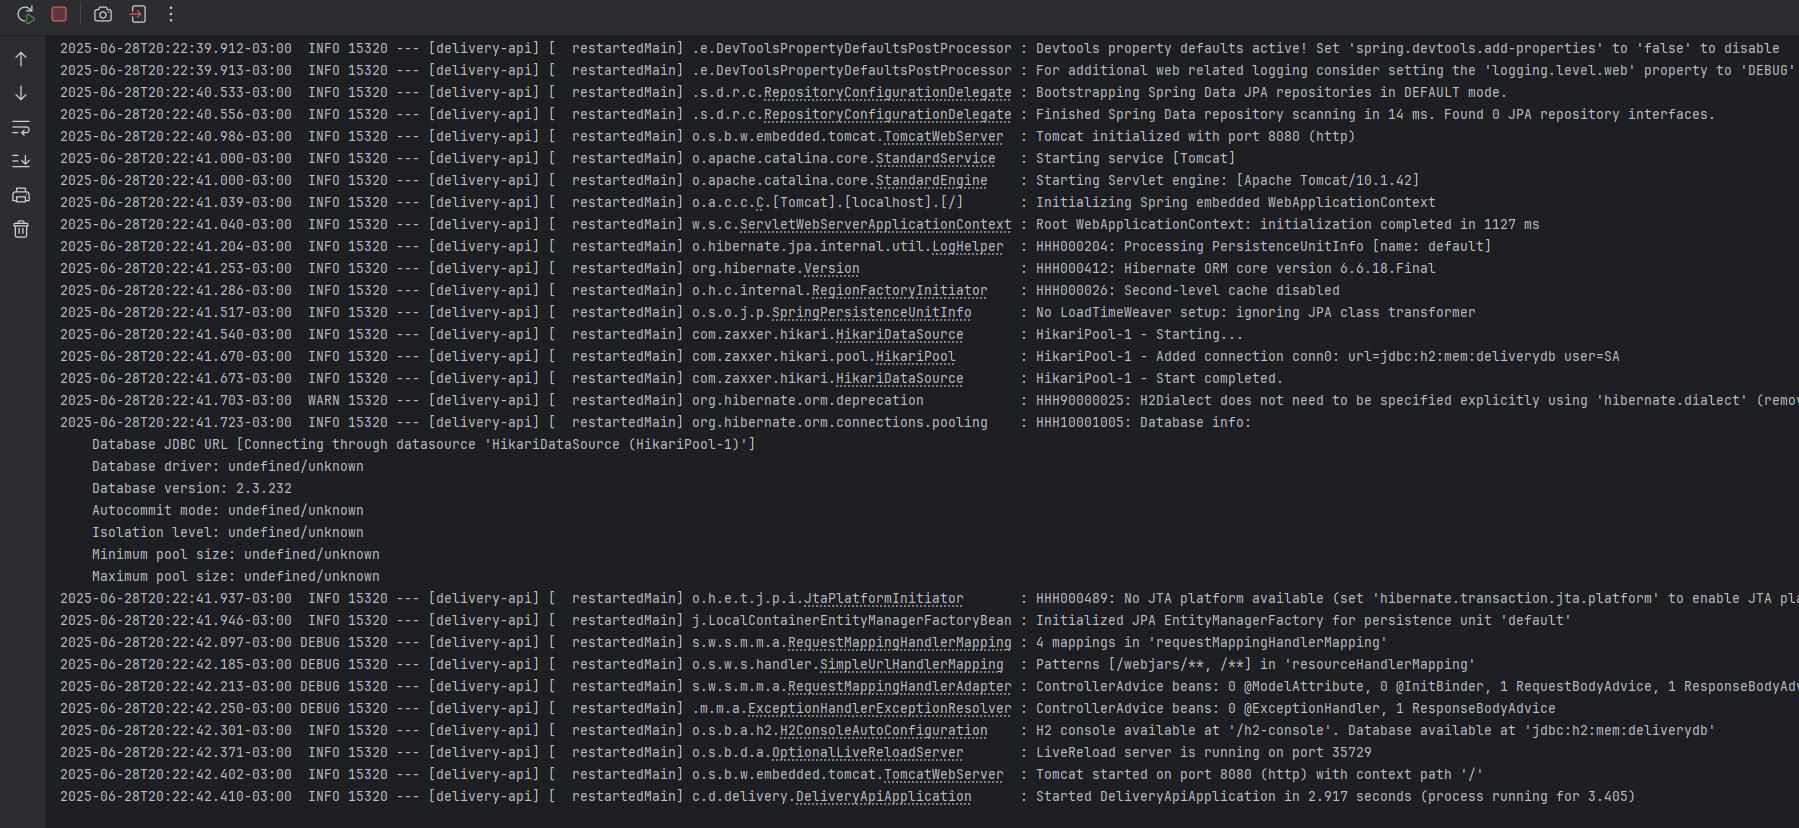 2025-06-28T20:22:39.912-03:00  INFO 15320 --- [delivery-api] [  restartedMain] .e.DevToolsPropertyDefaultsPostProcessor : Devtools property defaults active! Set 'spring.devtools.add-properties' to 'false' to disable
2025-06-28T20:22:39.913-03:00  INFO 15320 --- [delivery-api] [  restartedMain] .e.DevToolsPropertyDefaultsPostProcessor : For additional web related logging consider setting the 'logging.level.web' property to 'DEBUG'
2025-06-28T20:22:40.533-03:00  INFO 15320 --- [delivery-api] [  restartedMain] .s.d.r.c.RepositoryConfigurationDelegate : Bootstrapping Spring Data JPA repositories in DEFAULT mode.
2025-06-28T20:22:40.556-03:00  INFO 15320 --- [delivery-api] [  restartedMain] .s.d.r.c.RepositoryConfigurationDelegate : Finished Spring Data repository scanning in 14 ms. Found 0 JPA repository interfaces.
2025-06-28T20:22:40.986-03:00  INFO 15320 --- [delivery-api] [  restartedMain] o.s.b.w.embedded.tomcat.TomcatWebServer  : Tomcat initialized with port 8080 (http)
2025-06-28T20:22:41.000-03:00  INFO 15320 --- [delivery-api] [  restartedMain] o.apache.catalina.core.StandardService   : Starting service [Tomcat]
2025-06-28T20:22:41.000-03:00  INFO 15320 --- [delivery-api] [  restartedMain] o.apache.catalina.core.StandardEngine    : Starting Servlet engine: [Apache Tomcat/10.1.42]
2025-06-28T20:22:41.039-03:00  INFO 15320 --- [delivery-api] [  restartedMain] o.a.c.c.C.[Tomcat].[localhost].[/]       : Initializing Spring embedded WebApplicationContext
2025-06-28T20:22:41.040-03:00  INFO 15320 --- [delivery-api] [  restartedMain] w.s.c.ServletWebServerApplicationContext : Root WebApplicationContext: initialization completed in 1127 ms
2025-06-28T20:22:41.204-03:00  INFO 15320 --- [delivery-api] [  restartedMain] o.hibernate.jpa.internal.util.LogHelper  : HHH000204: Processing PersistenceUnitInfo [name: default]
2025-06-28T20:22:41.253-03:00  INFO 15320 --- [delivery-api] [  restartedMain] org.hibernate.Version                    : HHH000412: Hibernate ORM core version 6.6.18.Final
2025-06-28T20:22:41.286-03:00  INFO 15320 --- [delivery-api] [  restartedMain] o.h.c.internal.RegionFactoryInitiator    : HHH000026: Second-level cache disabled
2025-06-28T20:22:41.517-03:00  INFO 15320 --- [delivery-api] [  restartedMain] o.s.o.j.p.SpringPersistenceUnitInfo      : No LoadTimeWeaver setup: ignoring JPA class transformer
2025-06-28T20:22:41.540-03:00  INFO 15320 --- [delivery-api] [  restartedMain] com.zaxxer.hikari.HikariDataSource       : HikariPool-1 - Starting...
2025-06-28T20:22:41.670-03:00  INFO 15320 --- [delivery-api] [  restartedMain] com.zaxxer.hikari.pool.HikariPool        : HikariPool-1 - Added connection conn0: url=jdbc:h2:mem:deliverydb user=SA
2025-06-28T20:22:41.673-03:00  INFO 15320 --- [delivery-api] [  restartedMain] com.zaxxer.hikari.HikariDataSource       : HikariPool-1 - Start completed.
2025-06-28T20:22:41.703-03:00  WARN 15320 --- [delivery-api] [  restartedMain] org.hibernate.orm.deprecation            : HHH90000025: H2Dialect does not need to be specified explicitly using 'hibernate.dialect' (remov
2025-06-28T20:22:41.723-03:00  INFO 15320 --- [delivery-api] [  restartedMain] org.hibernate.orm.connections.pooling    : HHH10001005: Database info:
Database JDBC URL [Connecting through datasource 'HikariDataSource (HikariPool-1)']
Database driver: undefined/unknown
Database version: 2.3.232
Autocommit mode: undefined/unknown
Isolation level: undefined/unknown
Minimum pool size: undefined/unknown
Maximum pool size: undefined/unknown
2025-06-28T20:22:41.937-03:00  INFO 15320 --- [delivery-api] [  restartedMain] o.h.e.t.j.p.i.JtaPlatformInitiator       : HHH000489: No JTA platform available (set 'hibernate.transaction.jta.platform' to enable JTA pla
2025-06-28T20:22:41.946-03:00  INFO 15320 --- [delivery-api] [  restartedMain] j.LocalContainerEntityManagerFactoryBean : Initialized JPA EntityManagerFactory for persistence unit 'default'
2025-06-28T20:22:42.097-03:00 DEBUG 15320 --- [delivery-api] [  restartedMain] s.w.s.m.m.a.RequestMappingHandlerMapping : 4 mappings in 'requestMappingHandlerMapping'
2025-06-28T20:22:42.185-03:00 DEBUG 15320 --- [delivery-api] [  restartedMain] o.s.w.s.handler.SimpleUrlHandlerMapping  : Patterns [/webjars/**, /**] in 'resourceHandlerMapping'
2025-06-28T20:22:42.213-03:00 DEBUG 15320 --- [delivery-api] [  restartedMain] s.w.s.m.m.a.RequestMappingHandlerAdapter : ControllerAdvice beans: 0 @ModelAttribute, 0 @InitBinder, 1 RequestBodyAdvice, 1 ResponseBodyAdv
2025-06-28T20:22:42.250-03:00 DEBUG 15320 --- [delivery-api] [  restartedMain] .m.m.a.ExceptionHandlerExceptionResolver : ControllerAdvice beans: 0 @ExceptionHandler, 1 ResponseBodyAdvice
2025-06-28T20:22:42.301-03:00  INFO 15320 --- [delivery-api] [  restartedMain] o.s.b.a.h2.H2ConsoleAutoConfiguration    : H2 console available at '/h2-console'. Database available at 'jdbc:h2:mem:deliverydb'
2025-06-28T20:22:42.371-03:00  INFO 15320 --- [delivery-api] [  restartedMain] o.s.b.d.a.OptionalLiveReloadServer       : LiveReload server is running on port 35729
2025-06-28T20:22:42.402-03:00  INFO 15320 --- [delivery-api] [  restartedMain] o.s.b.w.embedded.tomcat.TomcatWebServer  : Tomcat started on port 8080 (http) with context path '/'
2025-06-28T20:22:42.410-03:00  INFO 15320 --- [delivery-api] [  restartedMain] c.d.delivery.DeliveryApiApplication      : Started DeliveryApiApplication in 2.917 seconds (process running for 3.405)